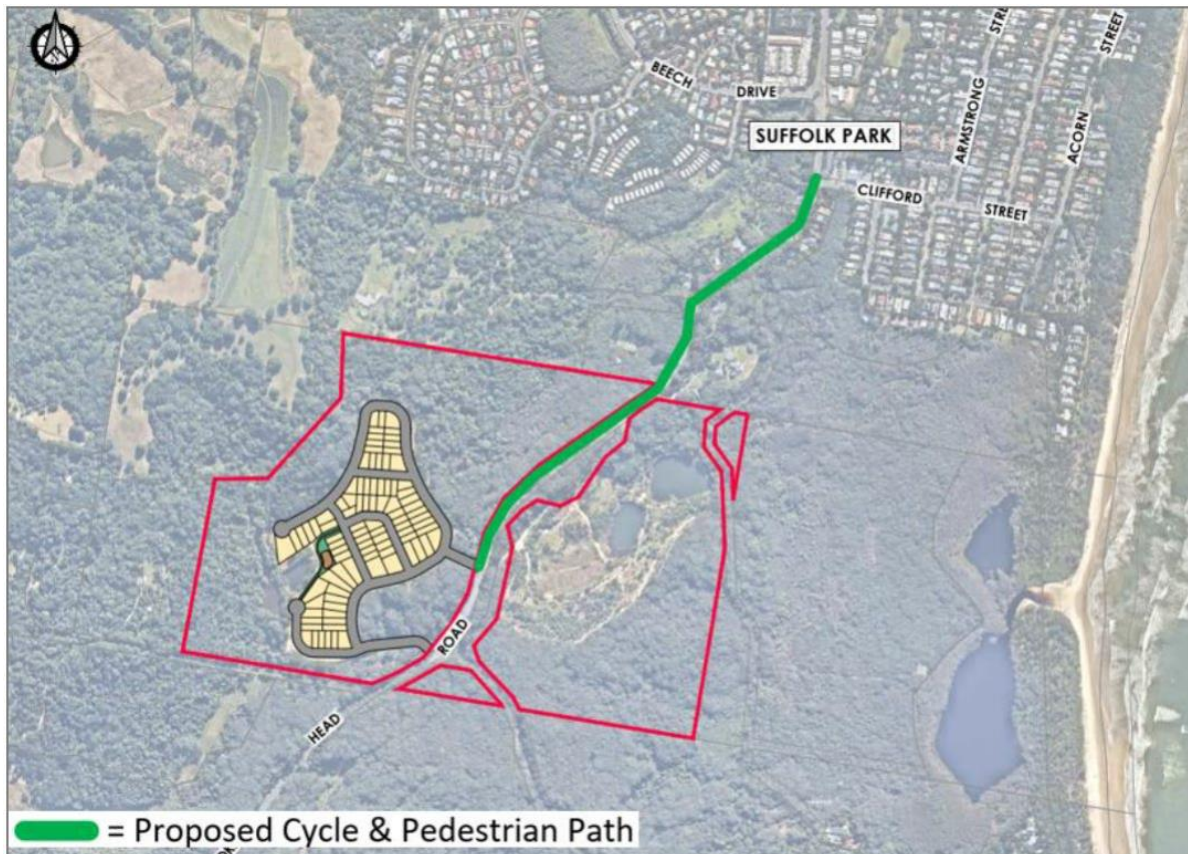 STREET
STREET
BEECH
DRIVE
ARMSTRONG
ACORN
SUFFOLK PARK
CLIFFORD
STREET
ROAD
HEAD
= Proposed Cycle & Pedestrian Path